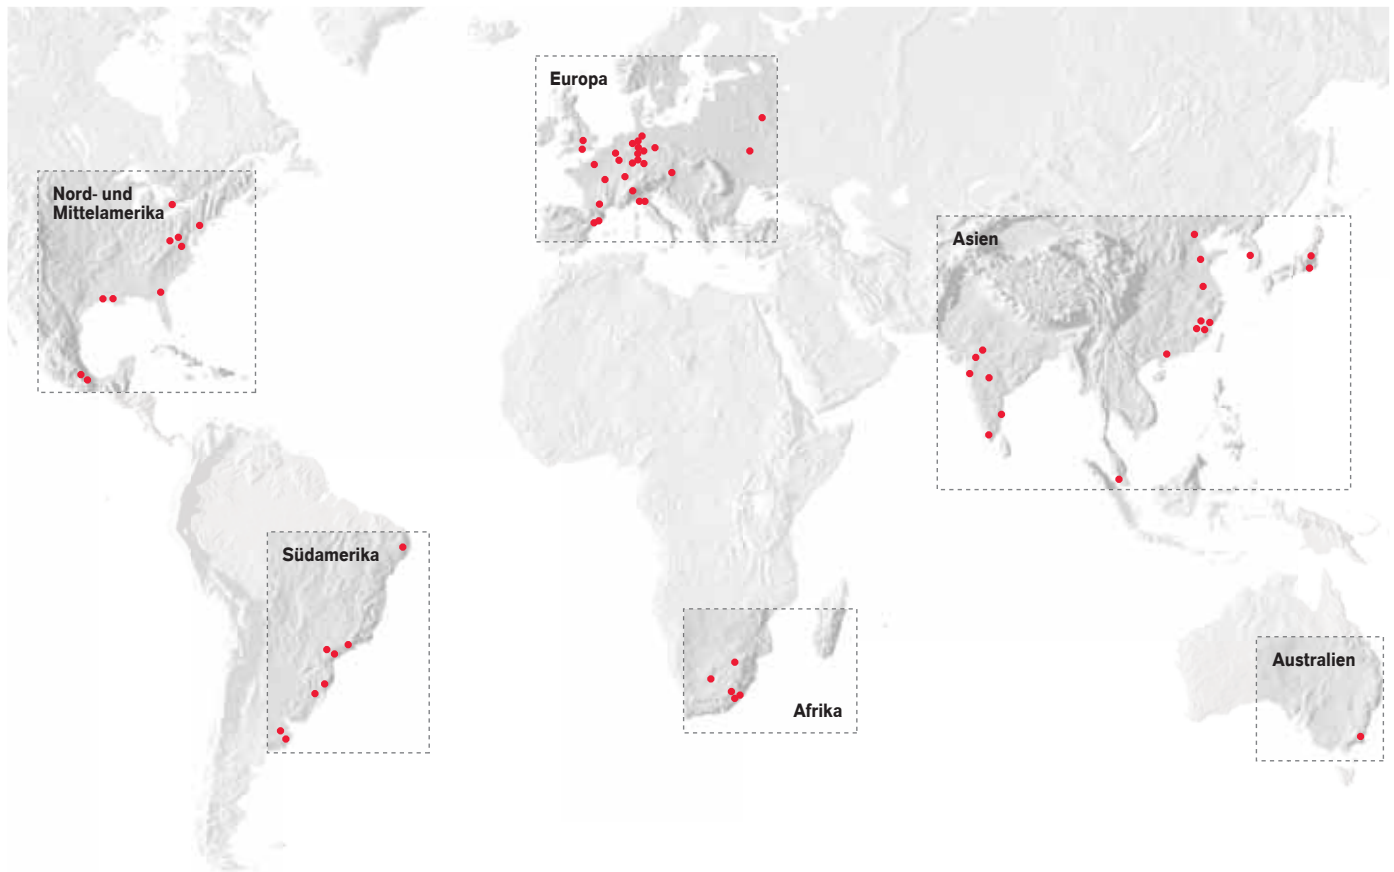 Europa
Nord- und
Mittelamerika
Asien
Südamerika
Australien
Afrika